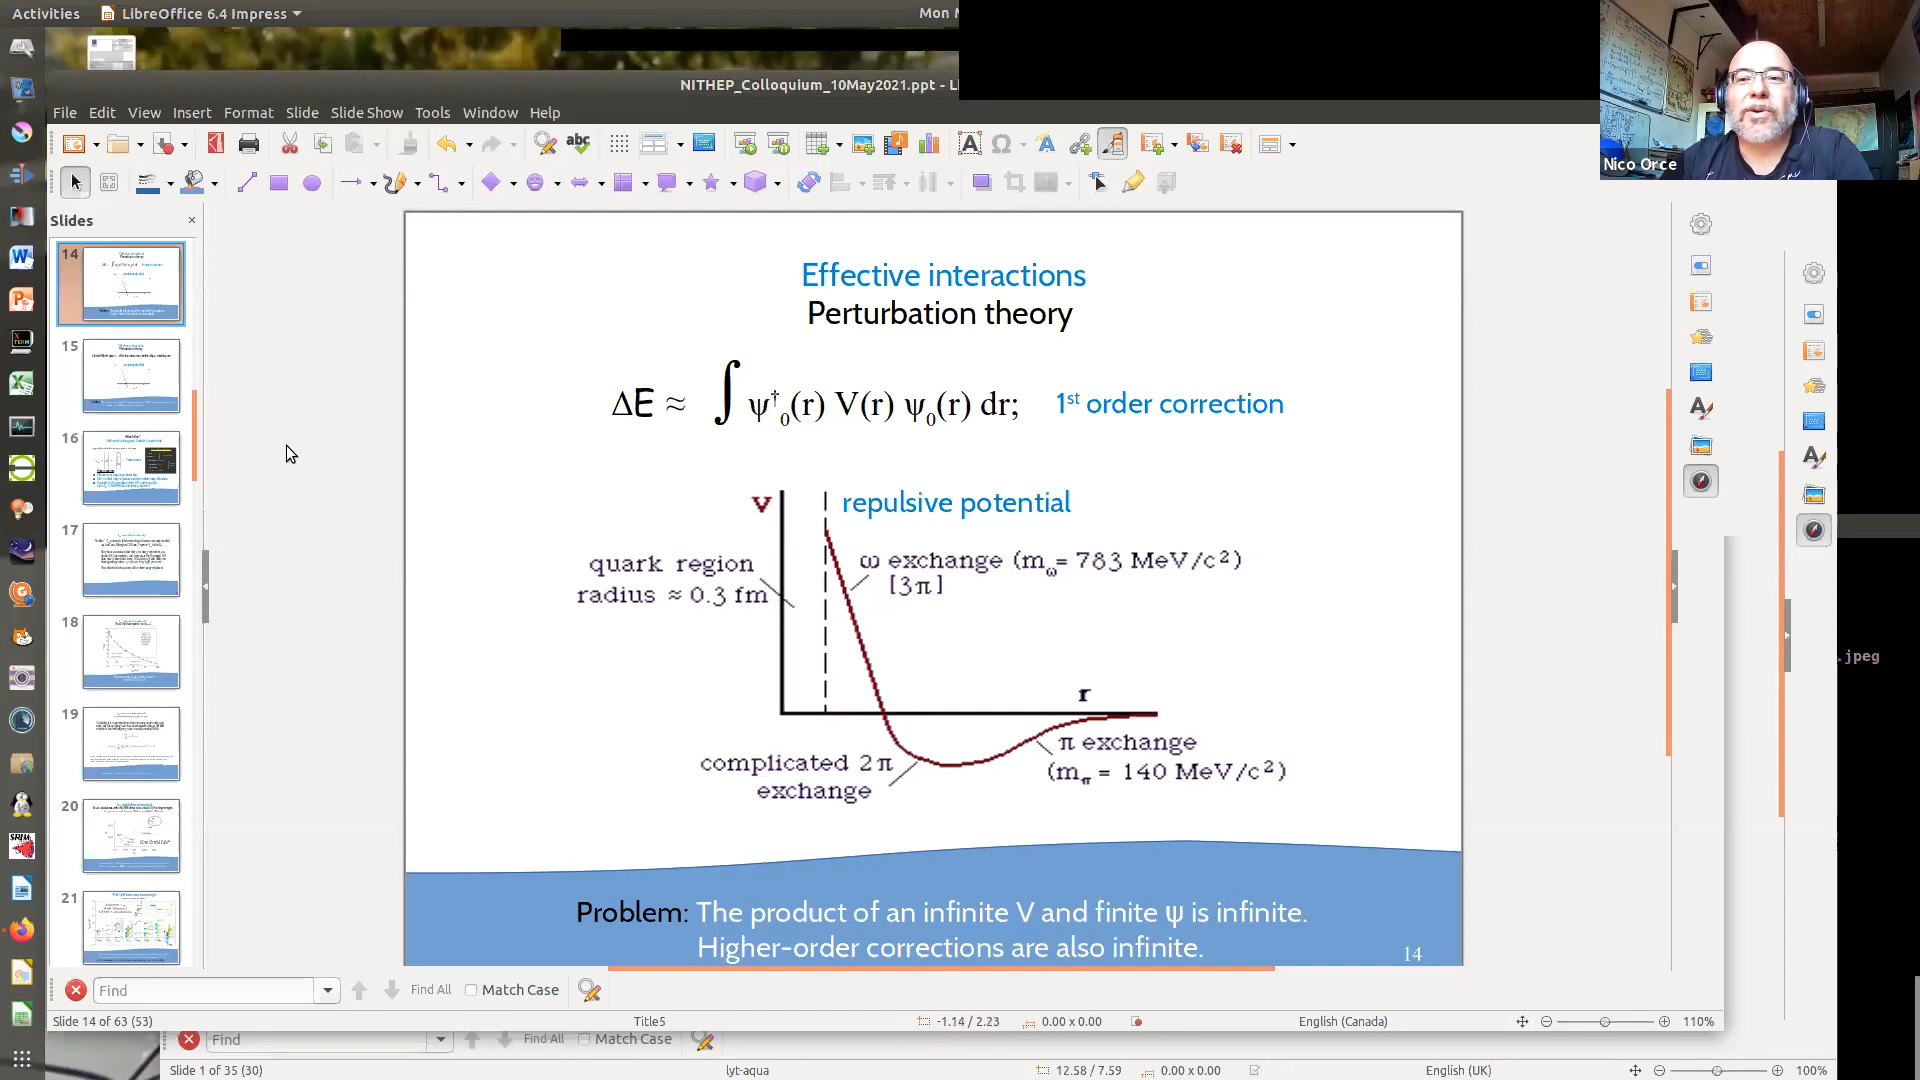 Activities
LibreOffice 6.4 Impress
Mon M
NITHEP_Colloquium_10May2021.ppt - L
File Edit View Insert Format Slide Slide Show Tools Window Help
Nico Orce
Slides
14
15
16
17
18
19
20
21
Effective interactions
Perturbation theory
ΔE ≈ ∫ ψ†₀(r) V(r) ψ₀(r) dr; 1st order correction
V
repulsive potential
quark region
radius ≈ 0.3 fm
ω exchange (mω= 783 MeV/c²)
[3π]
r
complicated 2π
exchange
π exchange
(mπ = 140 MeV/c²)
Problem: The product of an infinite V and finite ψ is infinite.
Higher-order corrections are also infinite.
14
.jpeg
Find
Find All
Match Case
Slide 14 of 63 (53)
Title5
-1.14 / 2.23
0.00 x 0.00
English (Canada)
110%
Find
Find All
Match Case
Slide 1 of 35 (30)
lyt-aqua
12.58 / 7.59
0.00 x 0.00
English (UK)
100%